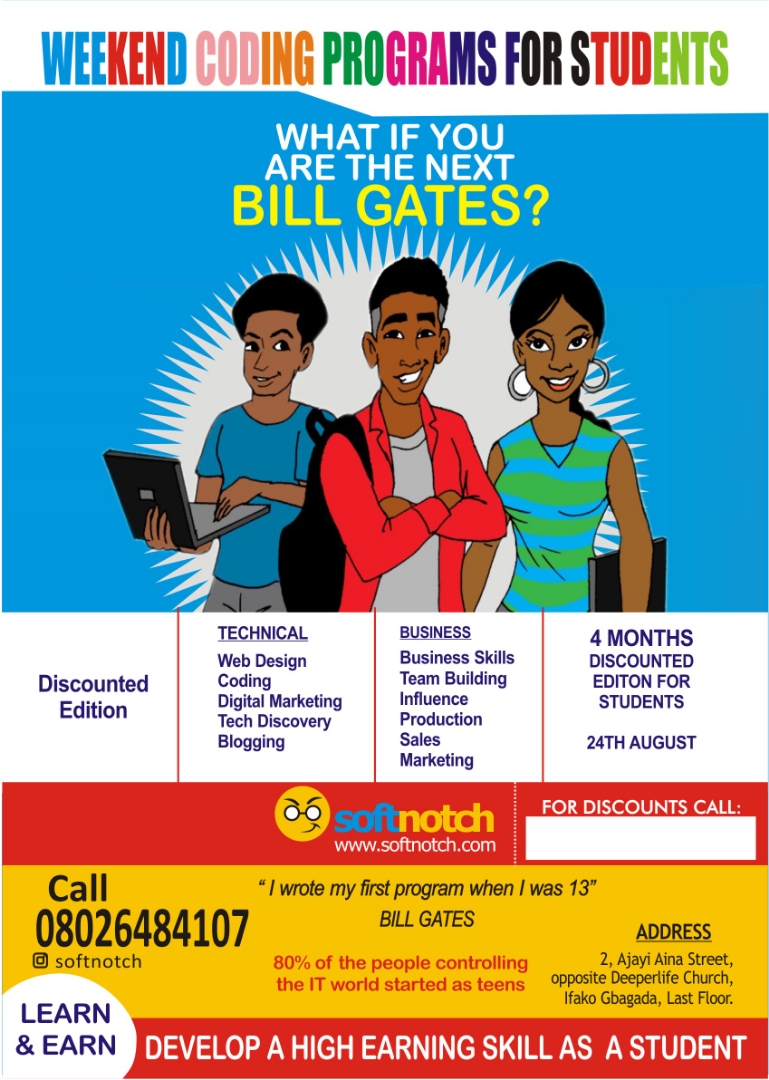 WEEKEND CODING PROGRAMS FOR STUDENTS
WHAT IF YOU
ARE THE NEXT
BILL GATES?
Discounted
Edition
TECHNICAL
Web Design
Coding
Digital Marketing
Tech Discovery
Blogging
BUSINESS
Business Skills
Team Building
Influence
Production
Sales
Marketing
4 MONTHS
DISCOUNTED
EDITON FOR
STUDENTS
24TH AUGUST
softnotch
www.softnotch.com
FOR DISCOUNTS CALL:
Call
08026484107
softnotch
“ I wrote my first program when I was 13”
BILL GATES
80% of the people controlling
the IT world started as teens
ADDRESS
2, Ajayi Aina Street,
opposite Deeperlife Church,
Ifako Gbagada, Last Floor.
LEARN
& EARN
DEVELOP A HIGH EARNING SKILL AS A STUDENT